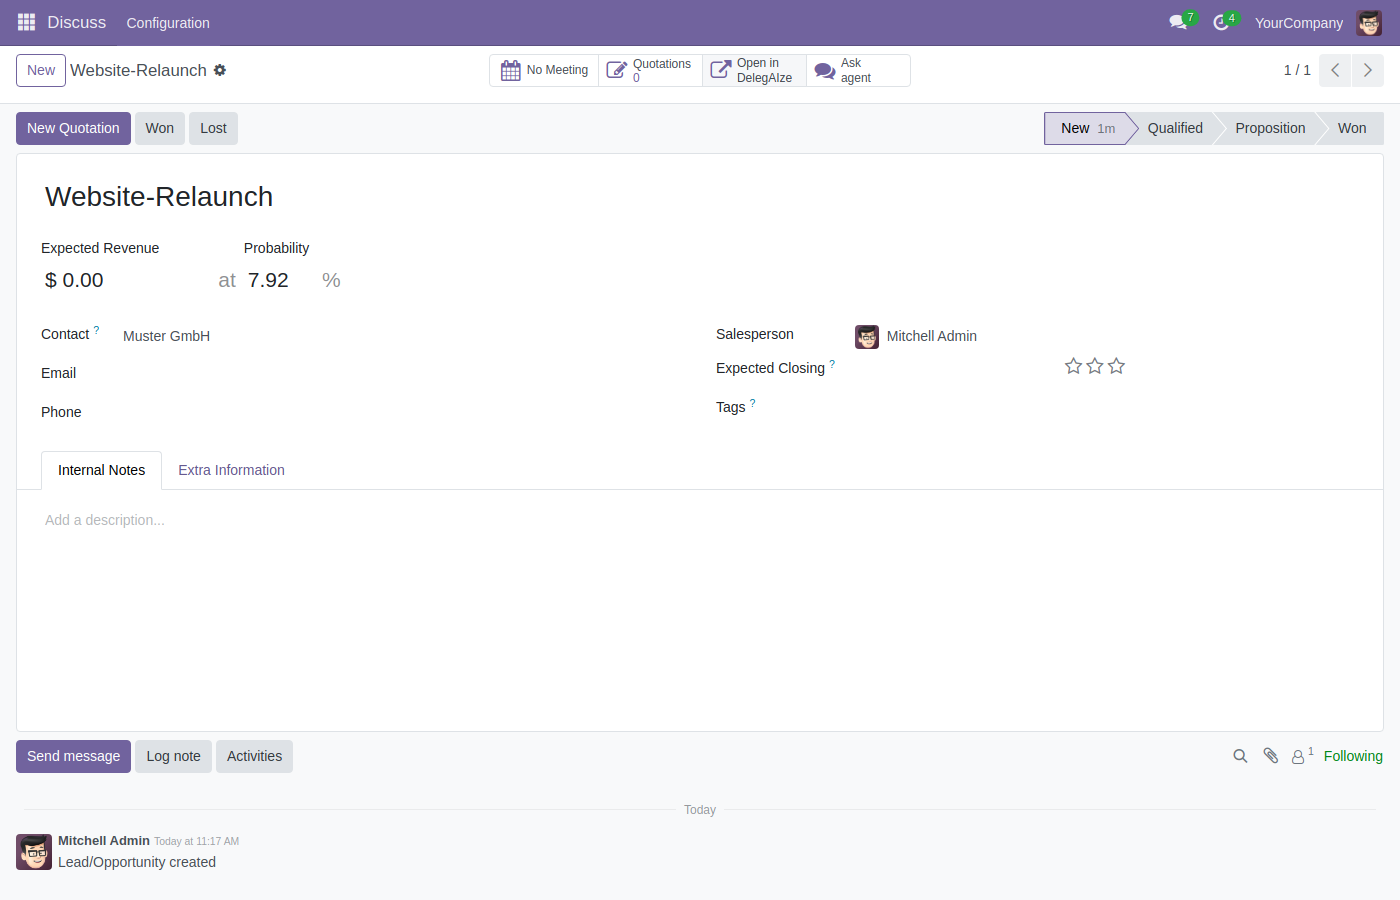 Discuss Configuration 7 4 YourCompany
New Website-Relaunch No Meeting Quotations 0 Open in DelegAIze Ask agent 1 / 1
New Quotation Won Lost New 1m Qualified Proposition Won
Website-Relaunch
Expected Revenue Probability
$ 0.00 at 7.92 %
Contact ? Muster GmbH Salesperson Mitchell Admin
Email Expected Closing ?
Phone Tags ?
Internal Notes Extra Information
Add a description...
Send message Log note Activities 1 Following
Today
Mitchell Admin Today at 11:17 AM
Lead/Opportunity created